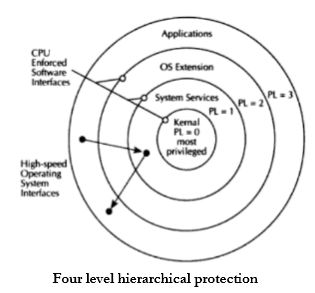 Applications
CPU
Enforced
Software
Interfaces
OS Extension
System Services
PL = 1
PL = 2
PL = 3
Kernal
PL = 0
most
privileged
High-speed
Operating
System
Interfaces
Four level hierarchical protection